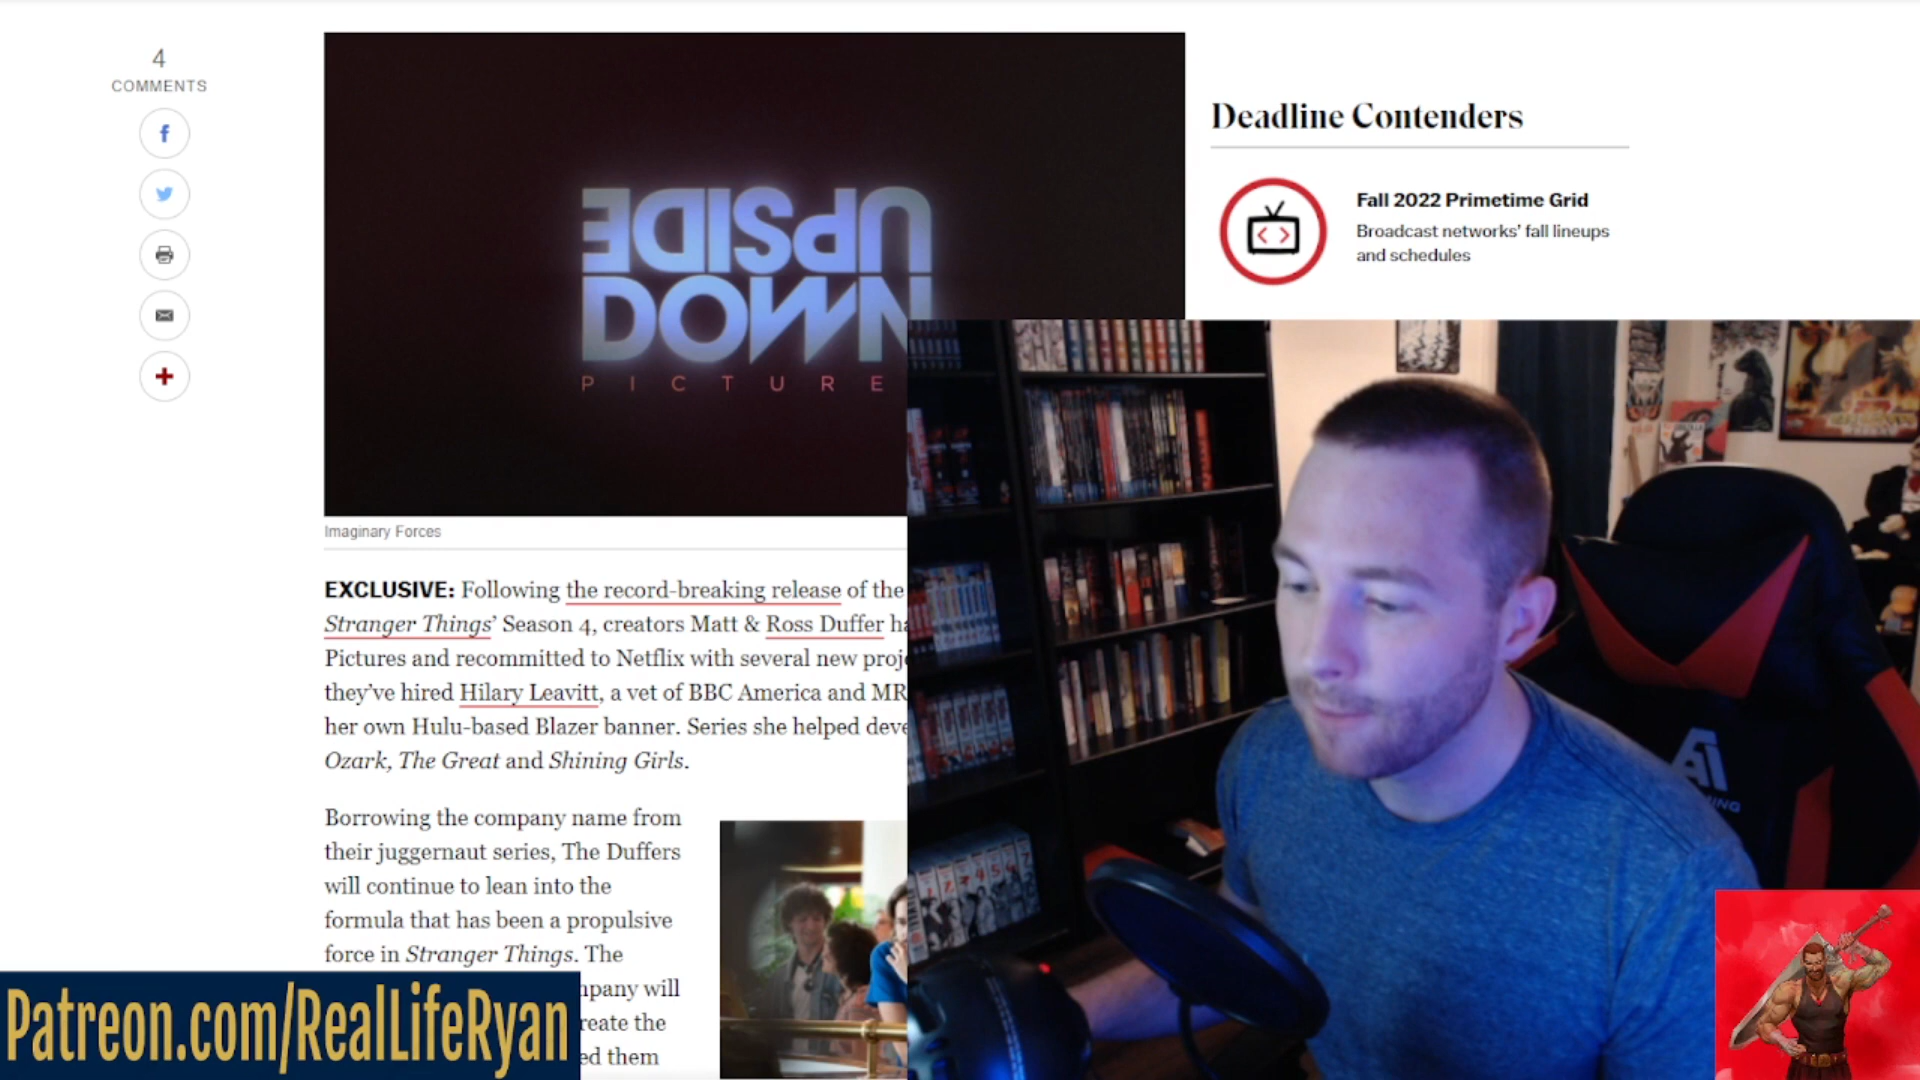 4
COMMENTS
UPSIDE
DOWN
PICTURE
Imaginary Forces
EXCLUSIVE: Following the record-breaking release of the
Stranger Things’ Season 4, creators Matt & Ross Duffer
Pictures and recommitted to Netflix with several new
they’ve hired Hilary Leavitt, a vet of BBC America and MR
her own Hulu-based Blazer banner. Series she helped
Ozark, The Great and Shining Girls.
Borrowing the company name from
their juggernaut series, The Duffers
will continue to lean into the
formula that has been a propulsive
force in Stranger Things. The
mpany will
reate the
ed them
Deadline Contenders
Fall 2022 Primetime Grid
Broadcast networks’ fall lineups
and schedules
Patreon.com/RealLifeRyan